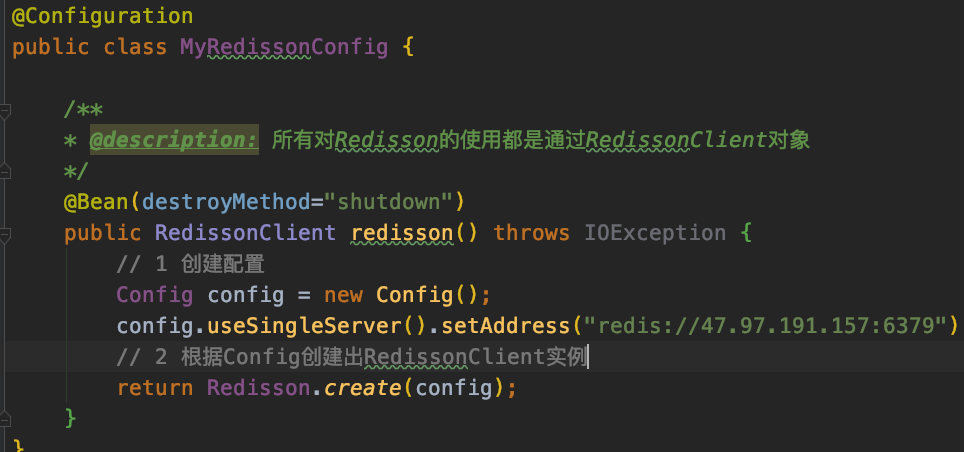 @Configuration
public class MyRedissonConfig {
/**
* @description: 所有对Redisson的使用都是通过RedissonClient对象
*/
@Bean(destroyMethod="shutdown")
public RedissonClient redisson() throws IOException {
// 1 创建配置
Config config = new Config();
config.useSingleServer().setAddress("redis://47.97.191.157:6379")
// 2 根据Config创建出RedissonClient实例
return Redisson.create(config);
}
}